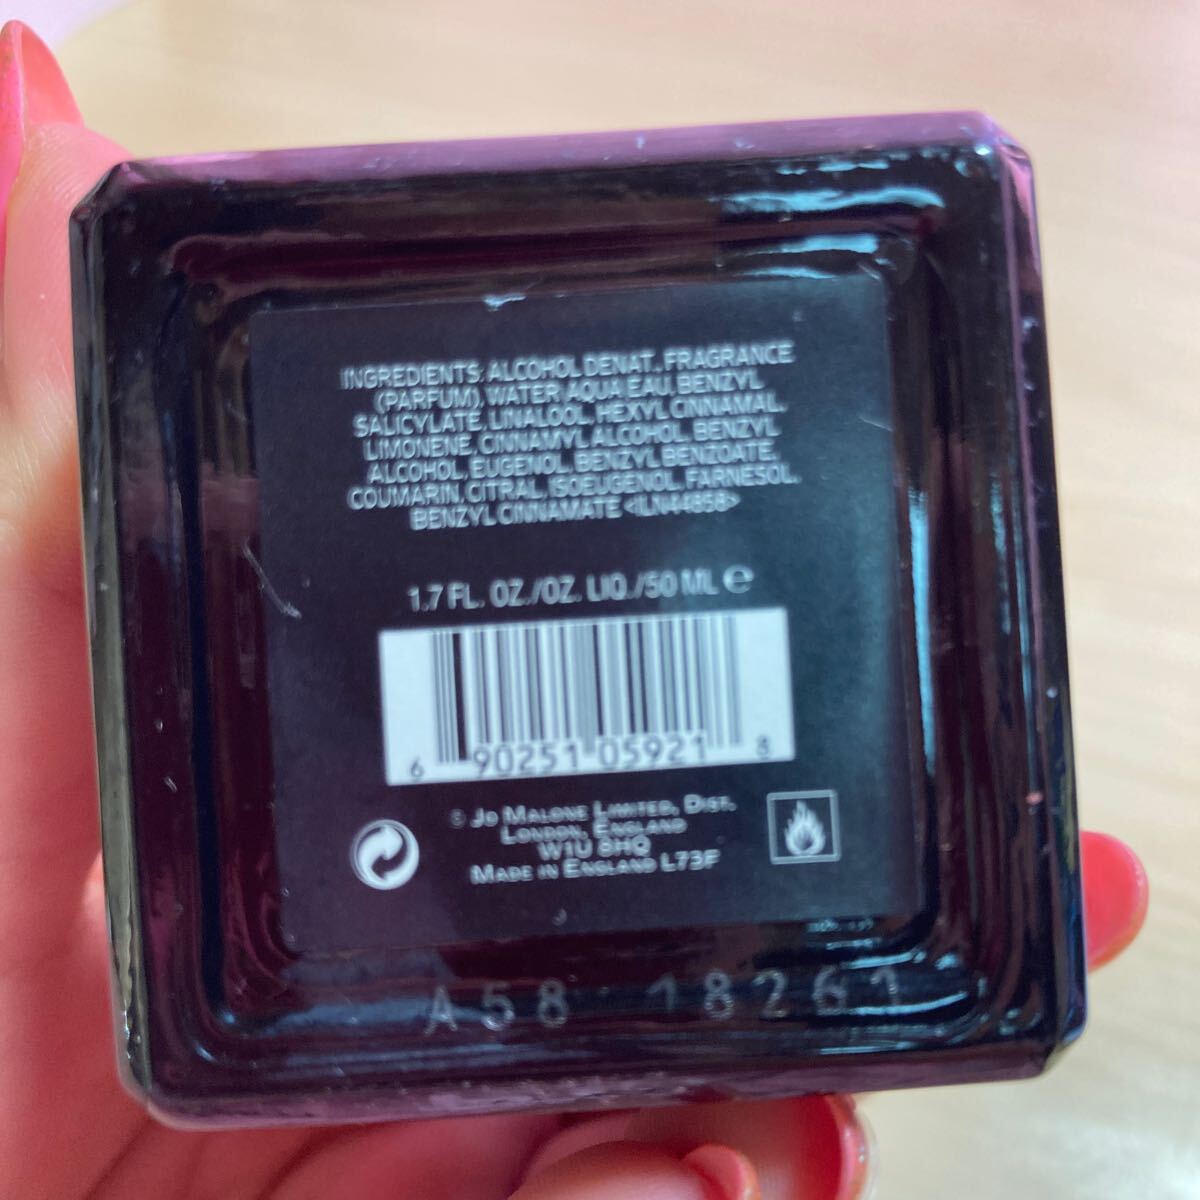 INGREDIENTS: ALCOHOL DENAT., FRAGRANCE
(PARFUM), WATER\AQUA\EAU, BENZYL
SALICYLATE, LINALOOL, HEXYL CINNAMAL,
LIMONENE, CINNAMYL ALCOHOL, BENZYL
ALCOHOL, EUGENOL, BENZYL BENZOATE,
COUMARIN, CITRAL, ISOEUGENOL, FARNESOL,
BENZYL CINNAMATE <ILN44858>
1.7 FL. OZ./OZ. LIQ./50 ML ℮
6 90251 05921 8
© JO MALONE LIMITED, DIST.
LONDON, ENGLAND
W1U 8HQ
MADE IN ENGLAND L73F
A58 18261